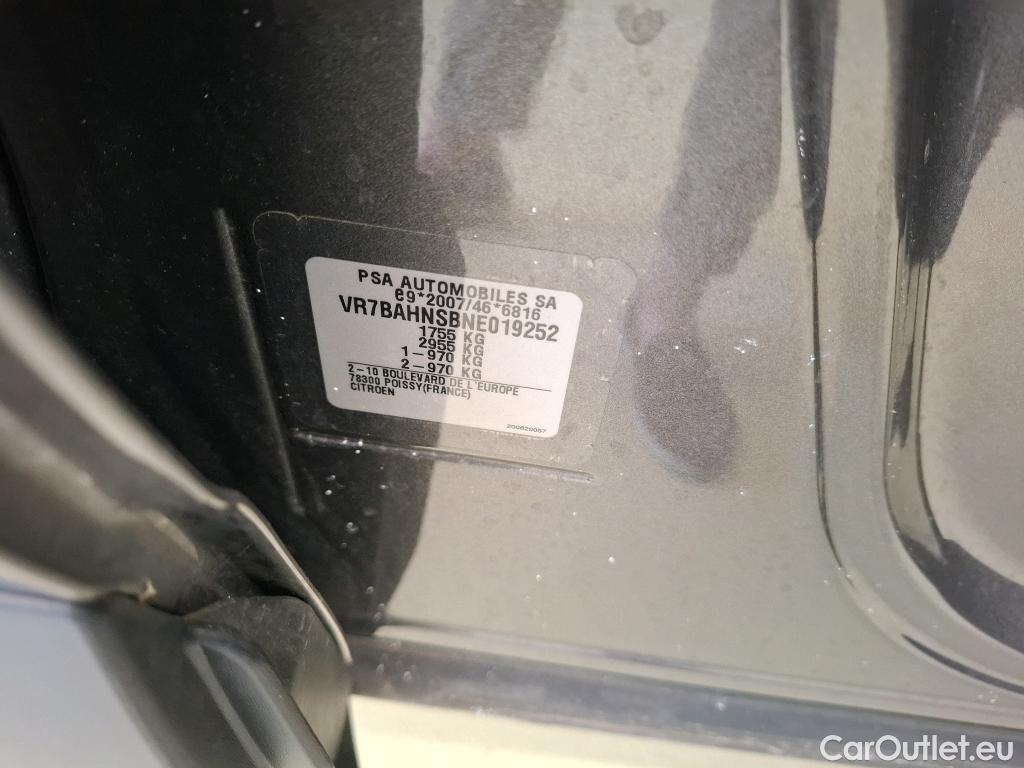 PSA AUTOMOBILES SA
e9*2007/46*6816
VR7BAHNSBNE019252
1755 KG
2955 KG
1-970 KG
2-970 KG
2-10 BOULEVARD DE L'EUROPE
78300 POISSY(FRANCE)
CITROEN
200629057
CarOutlet.eu